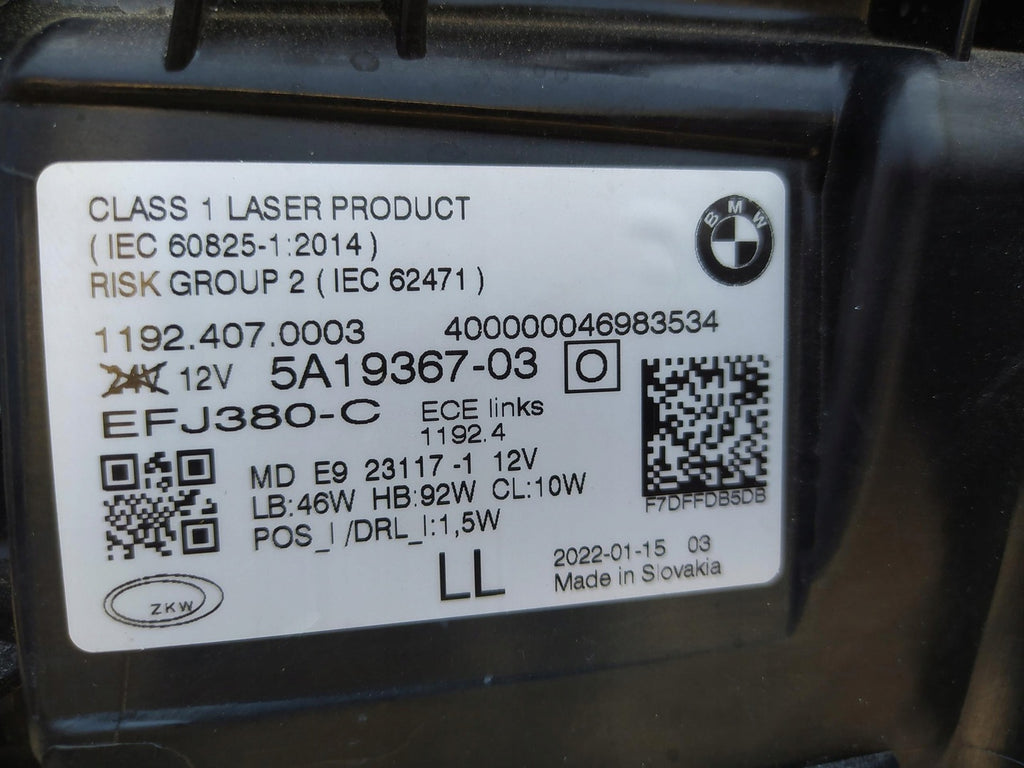 CLASS 1 LASER PRODUCT
( IEC 60825-1:2014 )
RISK GROUP 2 ( IEC 62471 )
BMW
1192.407.0003 400000046983534
24V 12V 5A19367-03 O
EFJ380-C ECE links
1192.4
MD E9 23117 -1 12V
LB:46W HB:92W CL:10W
POS_I /DRL_I:1,5W
F7DFFDB5DB
LL
2022-01-15 03
Made in Slovakia
ZKW